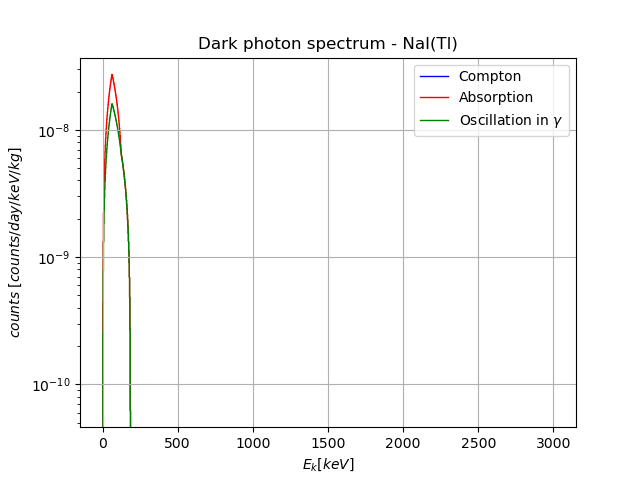 Dark photon spectrum - NaI(Tl)
Compton
Absorption
Oscillation in γ
10⁻⁸
10⁻⁹
10⁻¹⁰
counts [counts/day/keV/kg]
0 500 1000 1500 2000 2500 3000
E_k[keV]